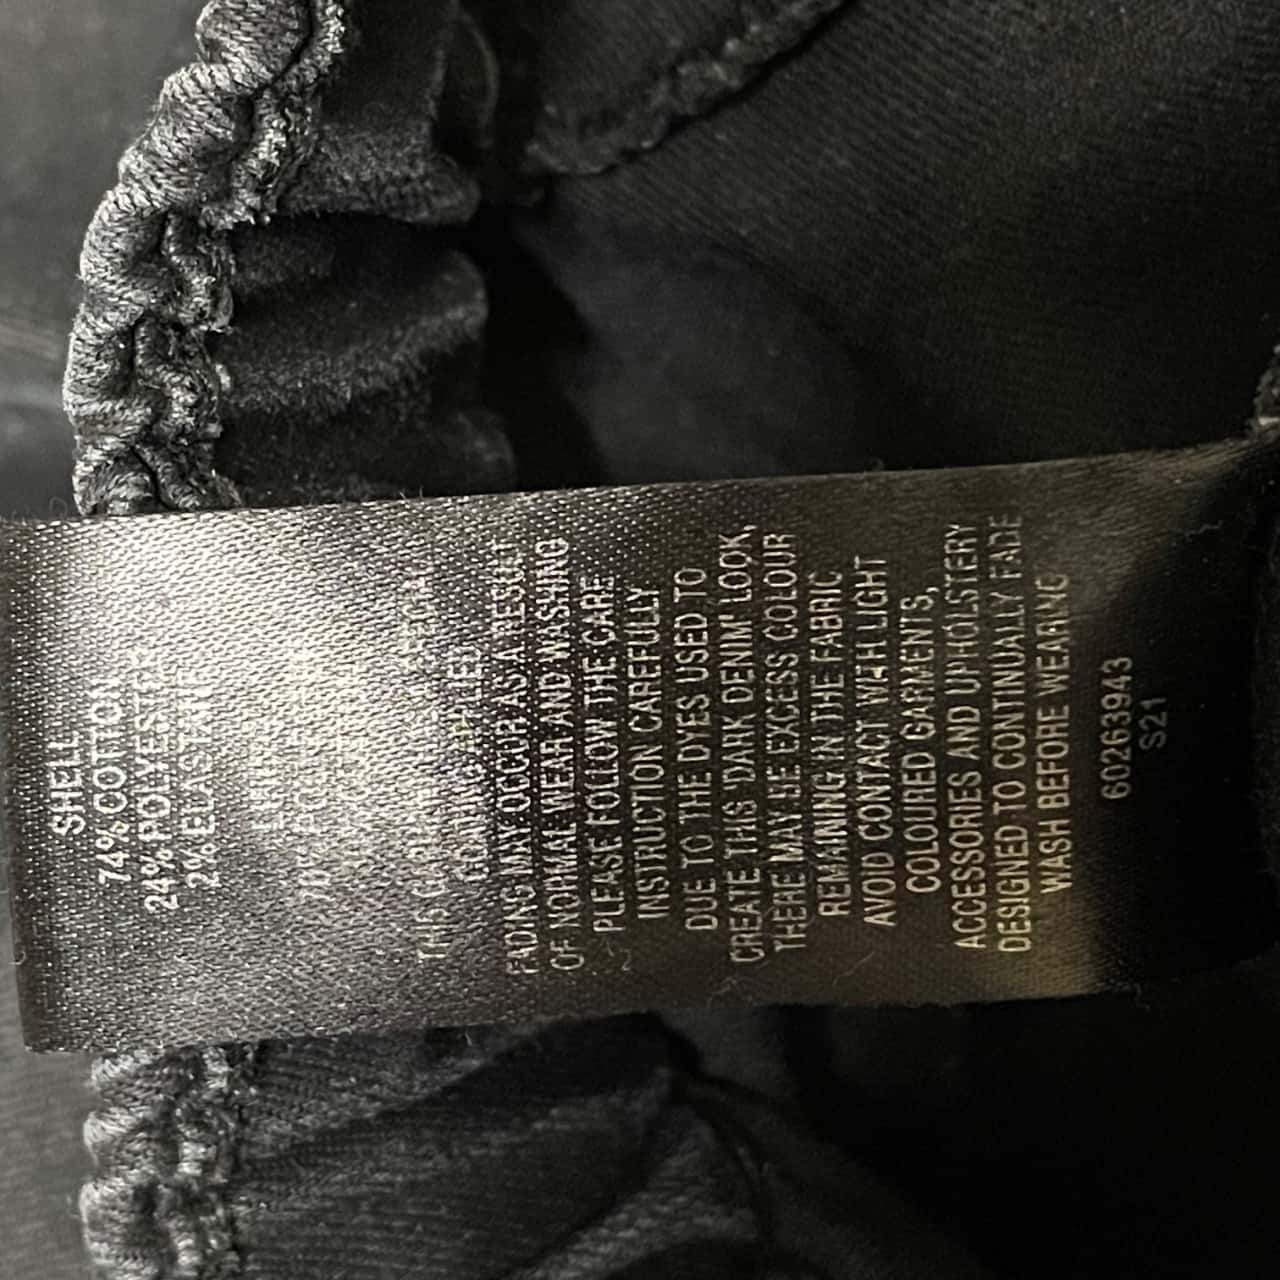 SHELL
74% COTTON
24% POLYESTER
2% ELASTANE
THIS
FADING MAY OCCUR AS A RESULT
OF NORMAL WEAR AND WASHING
PLEASE FOLLOW THE CARE
INSTRUCTION CAREFULLY
DUE TO THE DYES USED TO
CREATE THIS 'DARK DENIM' LOOK,
THERE MAY BE EXCESS COLOUR
REMAINING IN THE FABRIC
AVOID CONTACT WITH LIGHT
COLOURED GARMENTS,
ACCESSORIES AND UPHOLSTERY
DESIGNED TO CONTINUALLY FADE
WASH BEFORE WEARING
60263943
S21